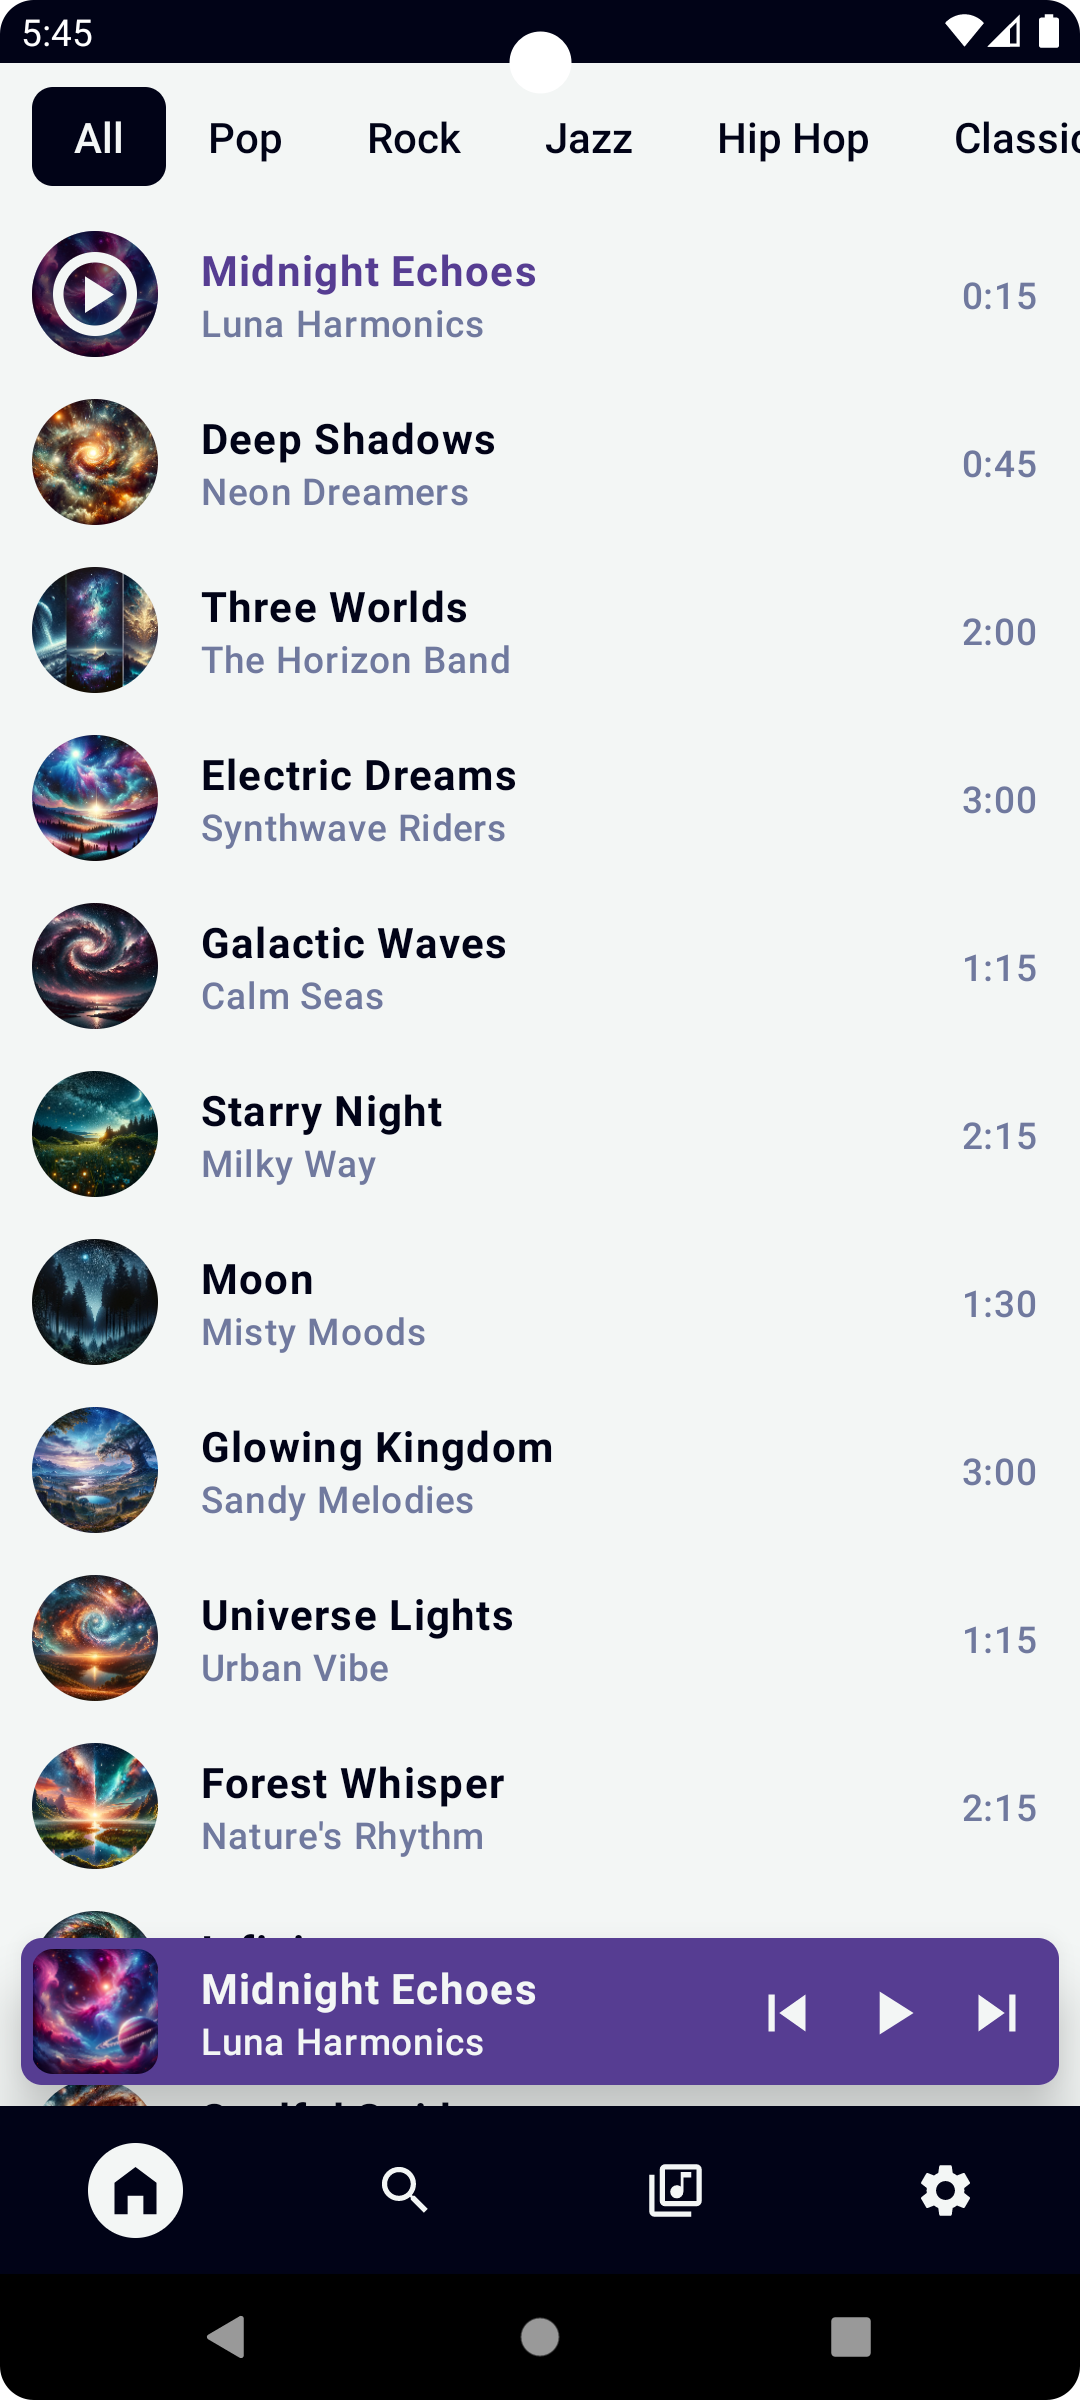 5:45
All Pop Rock Jazz Hip Hop
Midnight Echoes
Luna Harmonics
0:15
Deep Shadows
Neon Dreamers
0:45
Three Worlds
The Horizon Band
2:00
Electric Dreams
Synthwave Riders
3:00
Galactic Waves
Calm Seas
1:15
Starry Night
Milky Way
2:15
Moon
Misty Moods
1:30
Glowing Kingdom
Sandy Melodies
3:00
Universe Lights
Urban Vibe
1:15
Forest Whisper
Nature's Rhythm
2:15
Midnight Echoes
Luna Harmonics